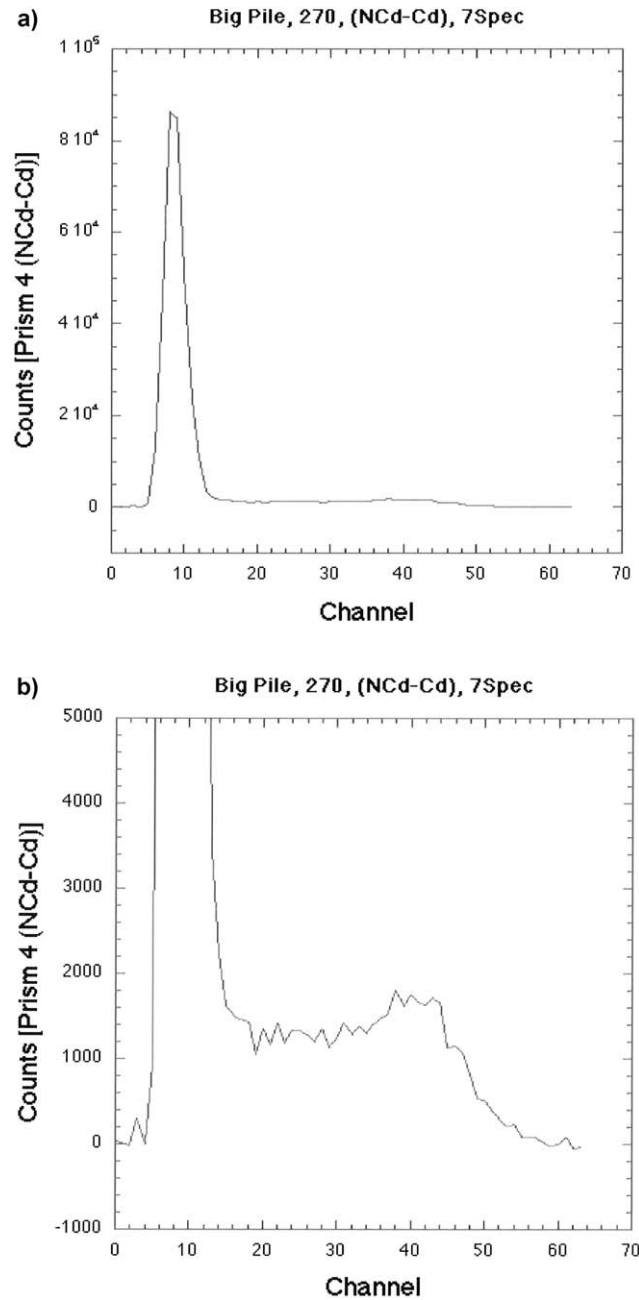 a)
Big Pile, 270, (NCd-Cd), 7Spec
1 10⁵
8 10⁴
6 10⁴
4 10⁴
2 10⁴
0
Counts [Prism 4 (NCd-Cd)]
0 10 20 30 40 50 60 70
Channel
b)
Big Pile, 270, (NCd-Cd), 7Spec
5000
4000
3000
2000
1000
0
-1000
Counts [Prism 4 (NCd-Cd)]
0 10 20 30 40 50 60 70
Channel